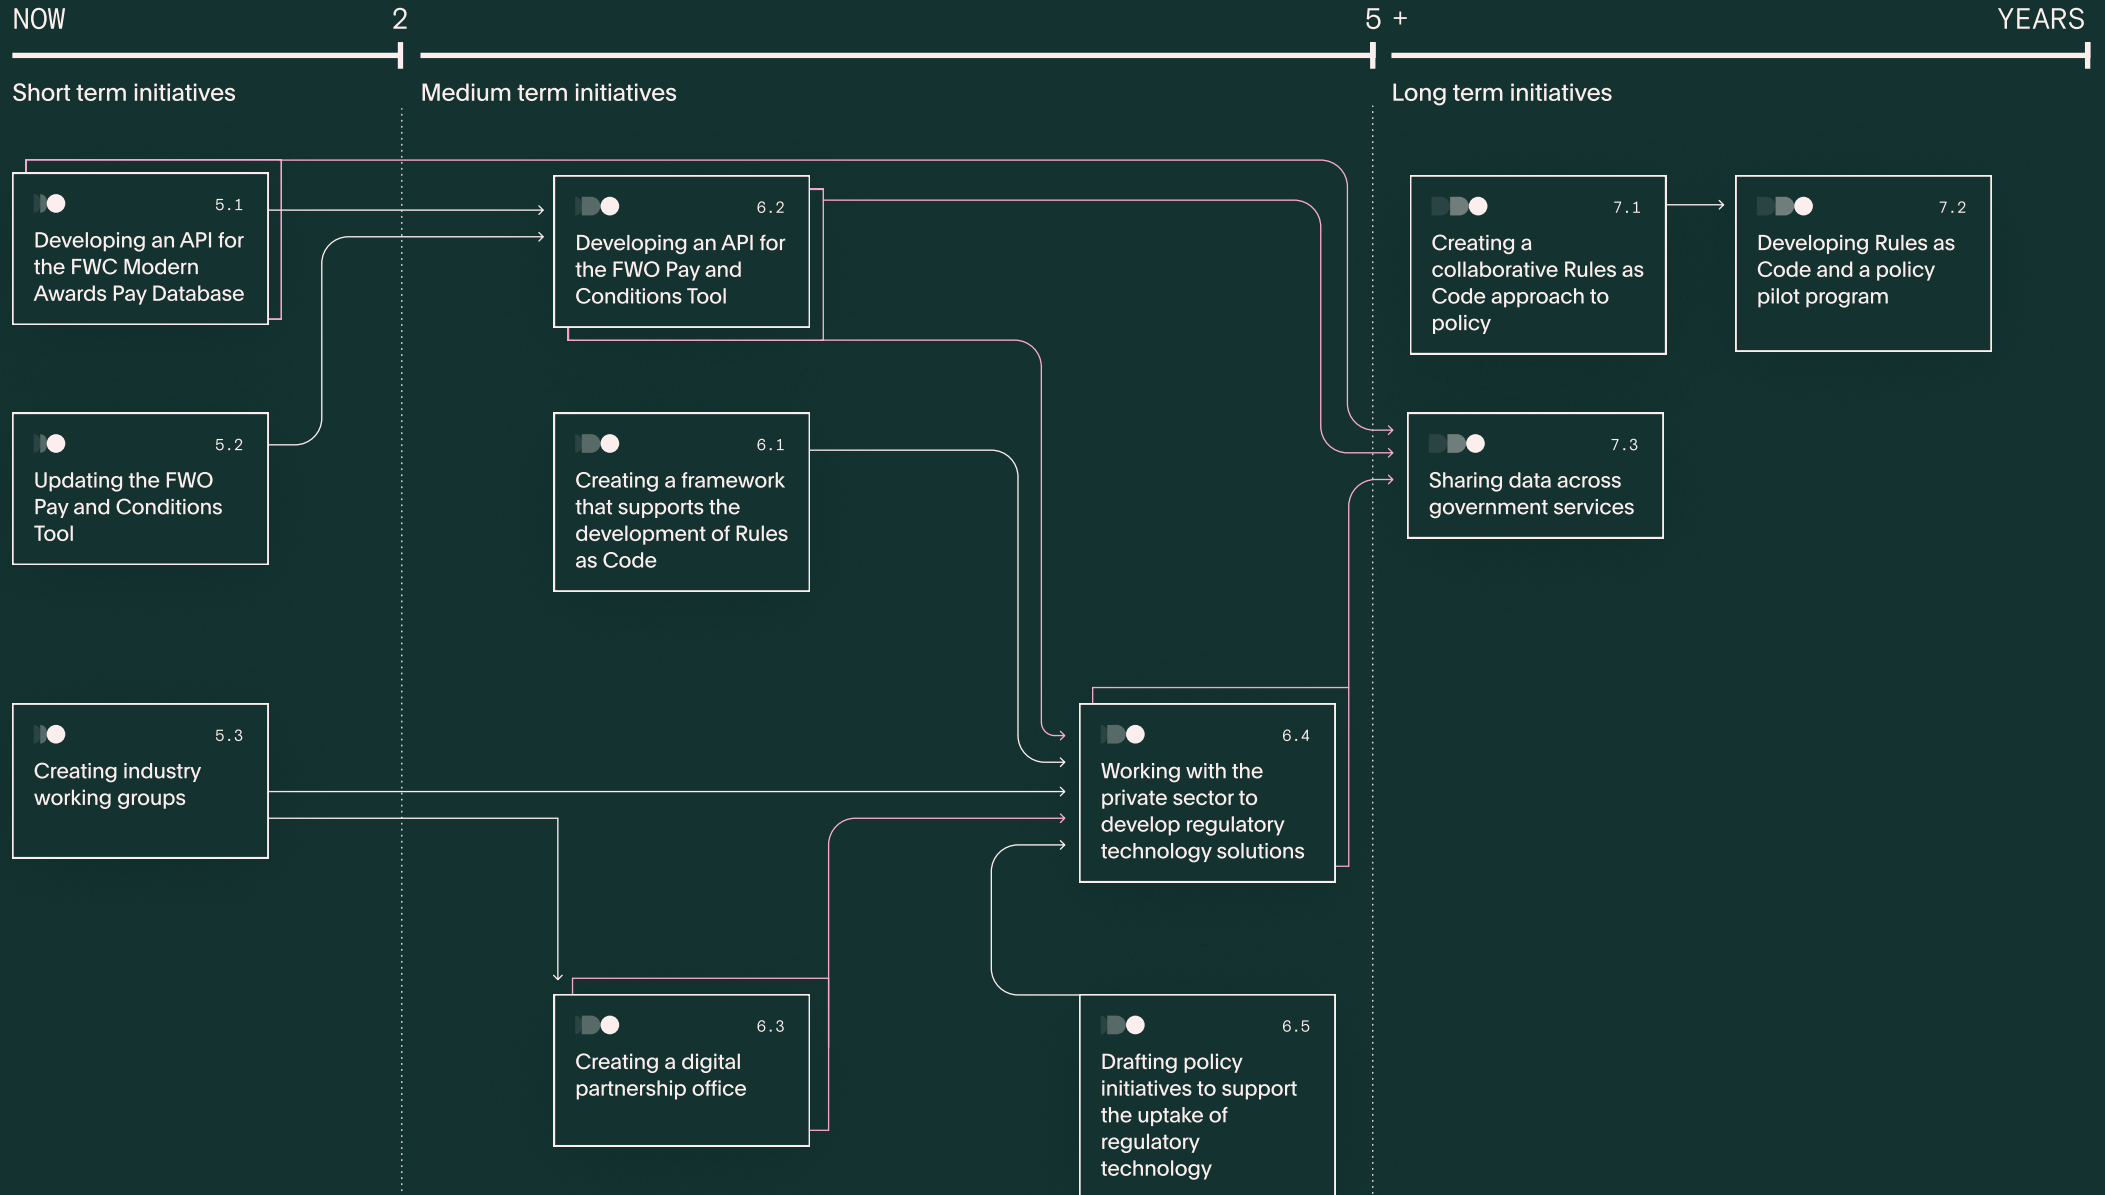 NOW
2
5 +
YEARS
Short term initiatives
Medium term initiatives
Long term initiatives
5.1
Developing an API for
the FWC Modern
Awards Pay Database
6.2
Developing an API for
the FWO Pay and
Conditions Tool
7.1
Creating a
collaborative Rules as
Code approach to
policy
7.2
Developing Rules as
Code and a policy
pilot program
5.2
Updating the FWO
Pay and Conditions
Tool
6.1
Creating a framework
that supports the
development of Rules
as Code
7.3
Sharing data across
government services
5.3
Creating industry
working groups
6.4
Working with the
private sector to
develop regulatory
technology solutions
6.3
Creating a digital
partnership office
6.5
Drafting policy
initiatives to support
the uptake of
regulatory
technology